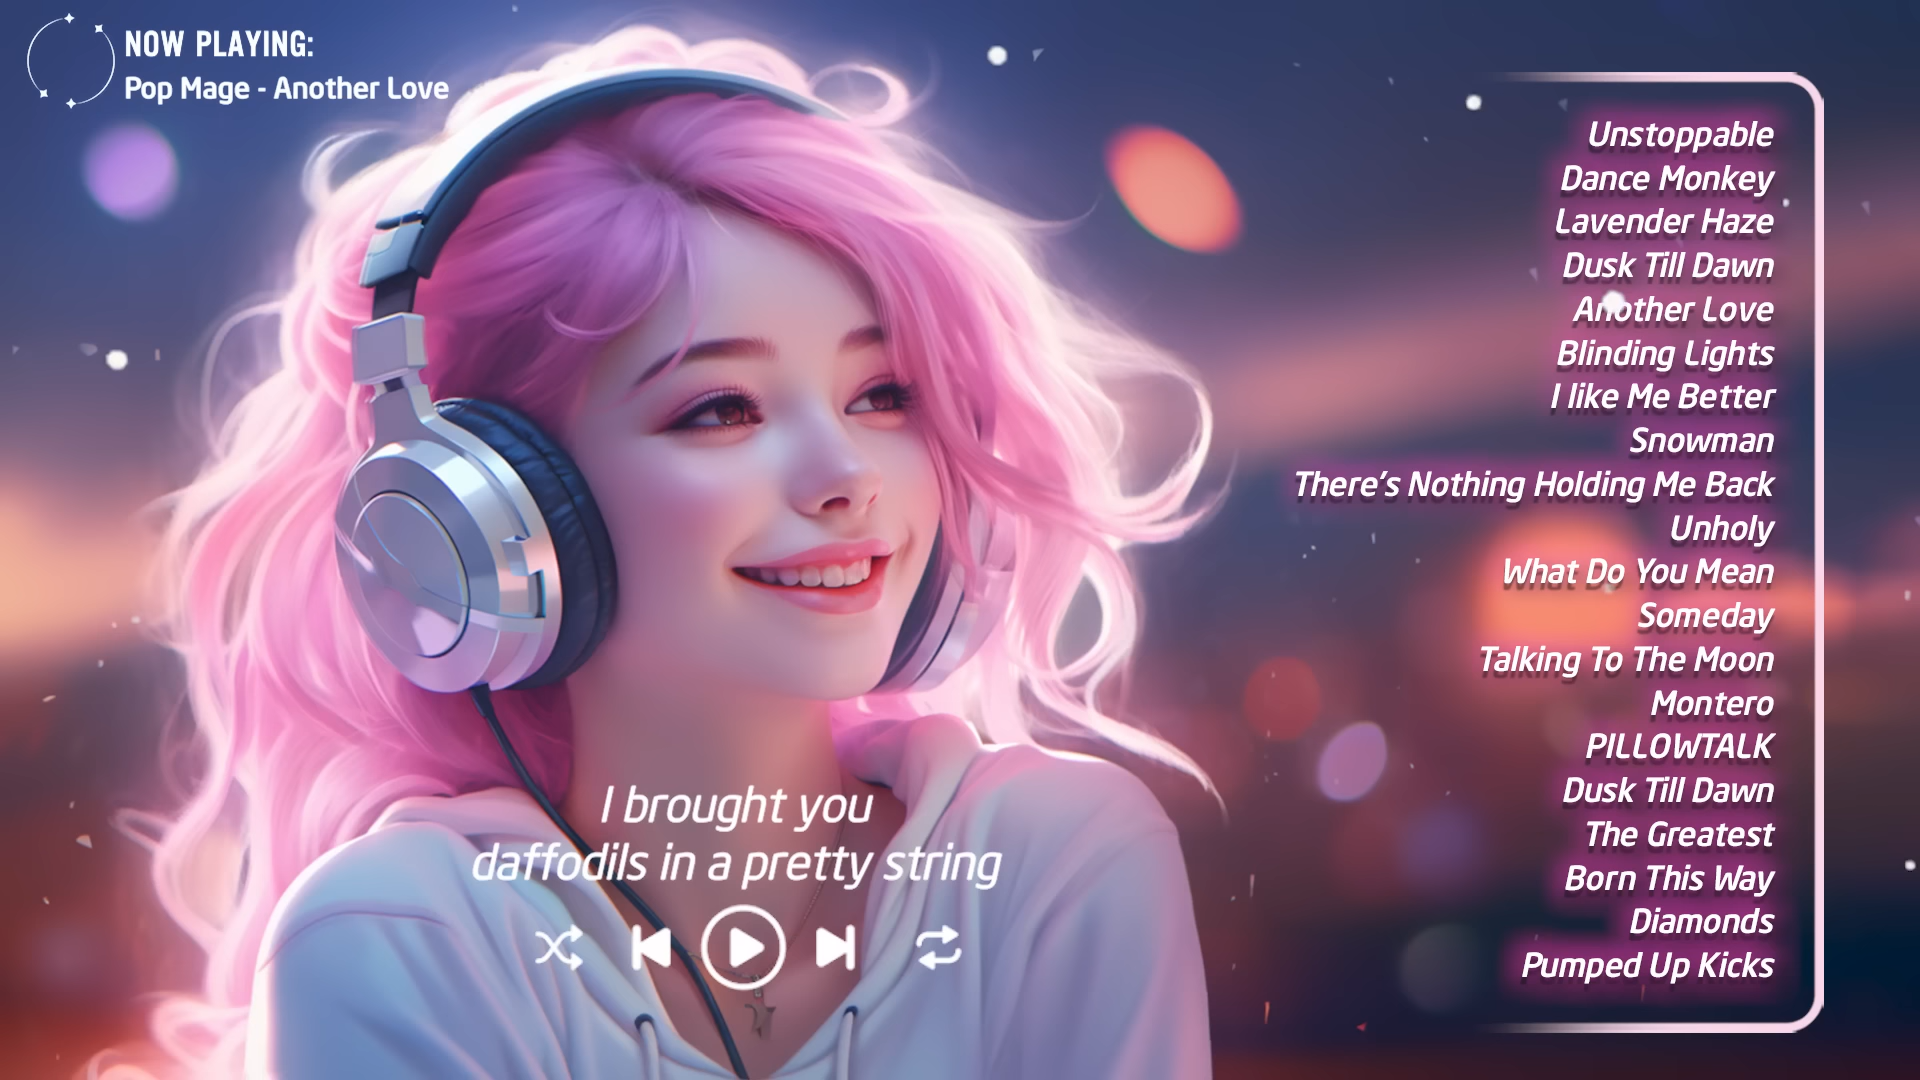 NOW PLAYING:
Pop Mage - Another Love
Unstoppable
Dance Monkey
Lavender Haze
Dusk Till Dawn
Another Love
Blinding Lights
I like Me Better
Snowman
There's Nothing Holding Me Back
Unholy
What Do You Mean
Someday
Talking To The Moon
Montero
PILLOWTALK
Dusk Till Dawn
The Greatest
Born This Way
Diamonds
Pumped Up Kicks
I brought you
daffodils in a pretty string